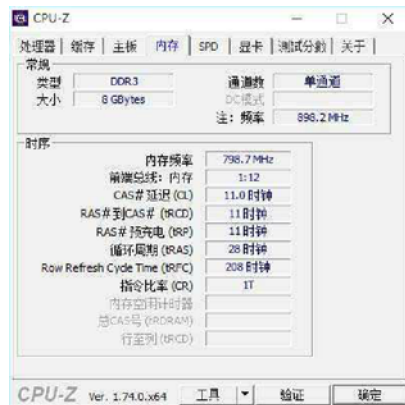 CPU-Z
处理器 缓存 主板 内存 SPD 显卡 测试分数 关于
常规
类型 DDR3 通道数 单通道
大小 8 GBytes DC模式
注: 频率 898.2 MHz
时序
内存频率 798.7 MHz
前端总线: 内存 1:12
CAS# 延迟 (CL) 11.0 时钟
RAS# 到CAS# (tRCD) 11 时钟
RAS# 预充电 (tRP) 11 时钟
循环周期 (tRAS) 28 时钟
Row Refresh Cycle Time (tRFC) 208 时钟
指令比率 (CR) 1T
内存空闲计时器
总CAS号 (tRDRAM)
行至列 (tRCD)
CPU-Z Ver. 1.74.0.x64 工具 验证 确定